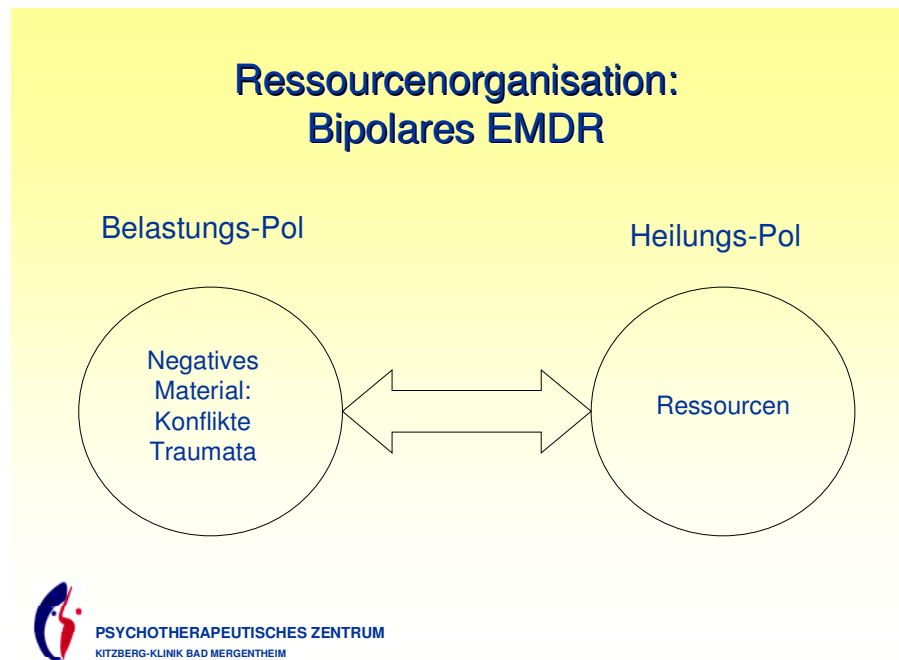 Ressourcenorganisation:
Bipolares EMDR
Belastungs-Pol
Heilungs-Pol
Negatives
Material:
Konflikte
Traumata
Ressourcen
PSYCHOTHERAPEUTISCHES ZENTRUM
KITZBERG-KLINIK BAD MERGENTHEIM